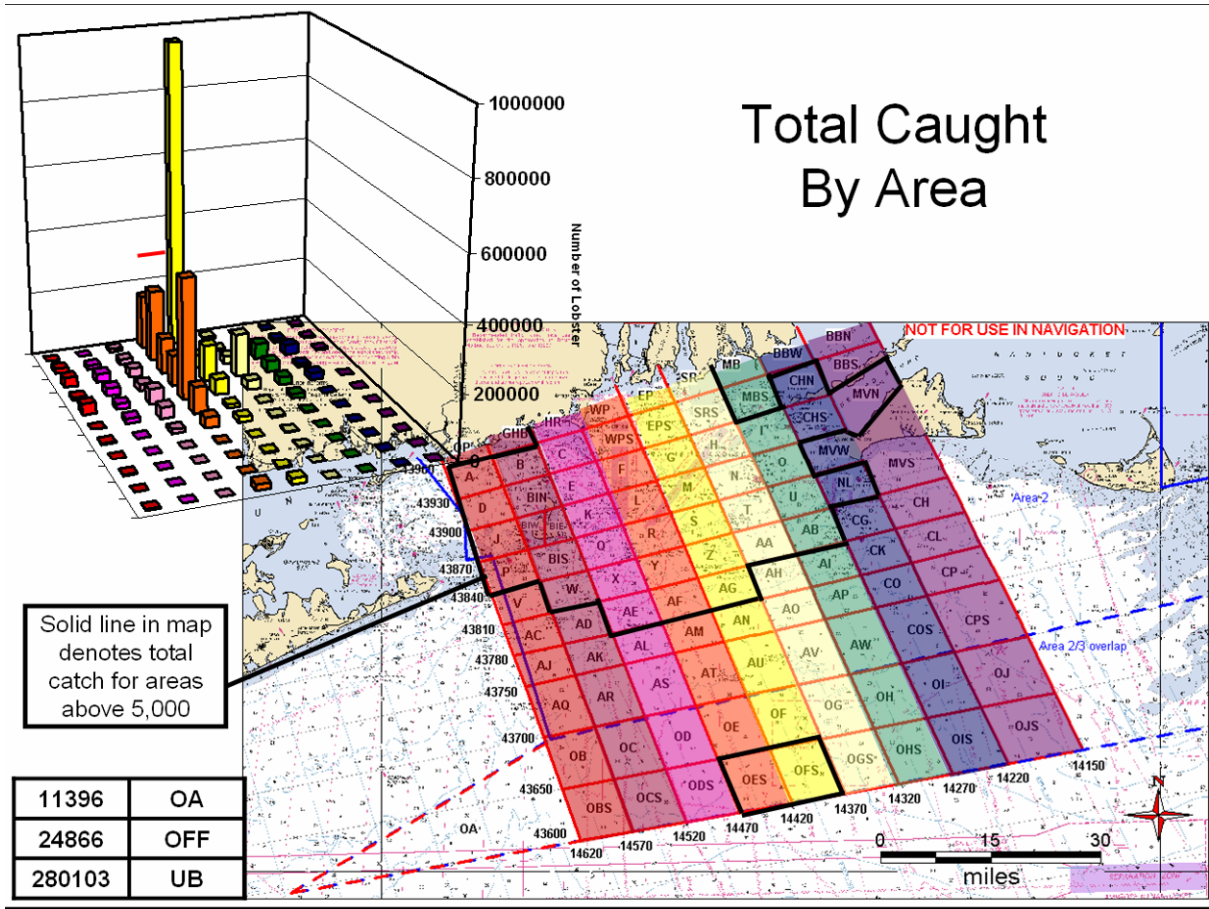 Total Caught
By Area
1000000
800000
600000
400000
200000
0
Number of Lobster
NOT FOR USE IN NAVIGATION
Solid line in map
denotes total
catch for areas
above 5,000
11396 OA
24866 OFF
280103 UB
43960
43930
43900
43870
43840
43810
43780
43750
43700
43650
43600
14620
14570
14520
14470
14420
14370
14320
14270
14220
14150
GHB HR WP EP SR MB BBW BBN
A B C WPS EPS SRS MBS CHN BBS
D BIN E F G H I CHS MVN
J BIW BIE K L M N O MVW MVS
P BIS Q R S T U NL CH
V W X Y Z AA AB CG CL
AC AD AE AF AG AH AI CK CP
AJ AK AL AM AN AO AP CO CPS
AQ AR AS AT AU AV AW COS OJ
OB OC OD OE OF OG OH OI OJS
OBS OCS ODS OES OFS OGS OHS OIS
OA
Area 2
Area 2/3 overlap
N
0 15 30
miles